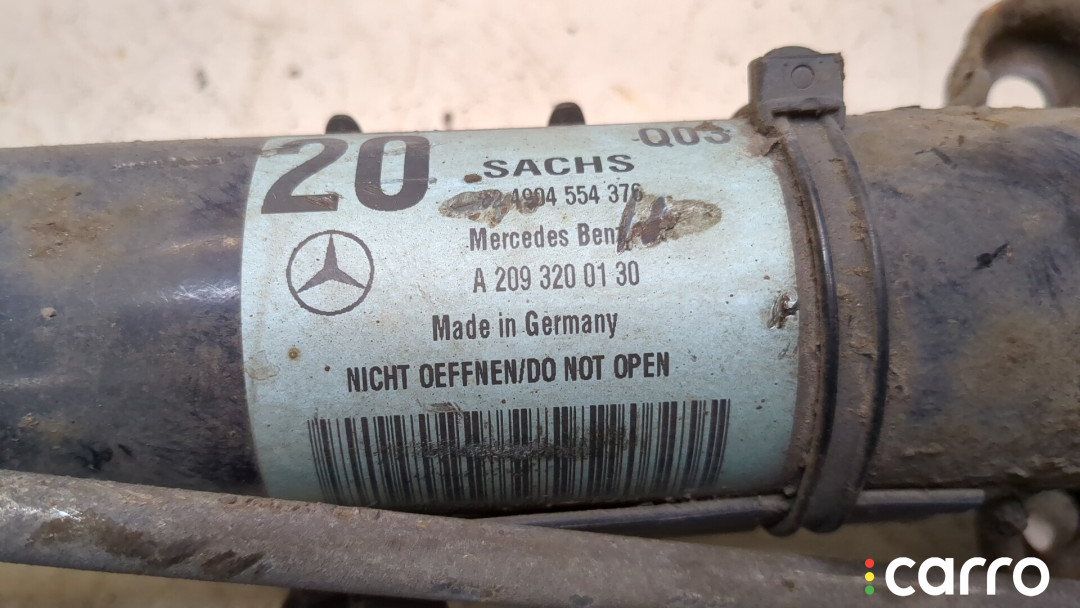 20
Q03
SACHS
4904 554 376
Mercedes Benz
A 209 320 01 30
Made in Germany
NICHT OEFFNEN/DO NOT OPEN
carro